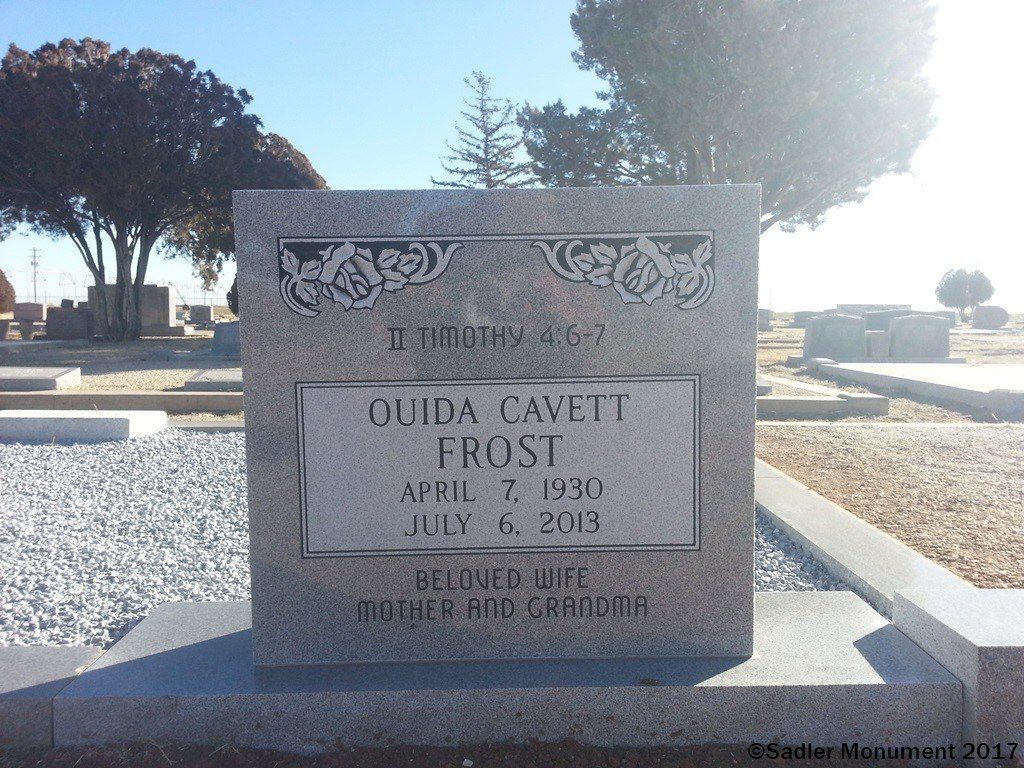 II TIMOTHY 4:6-7
OUIDA CAVETT
FROST
APRIL 7, 1930
JULY 6, 2013
BELOVED WIFE
MOTHER AND GRANDMA
©Sadler Monument 2017